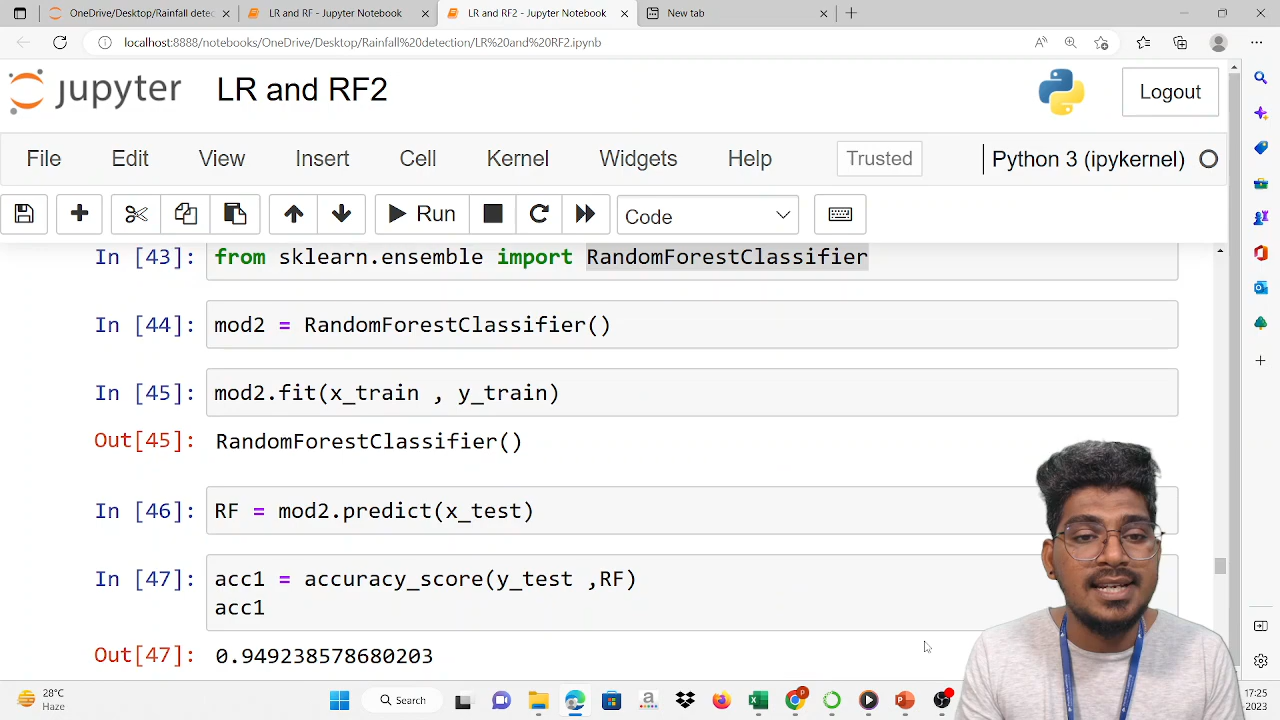 OneDrive/Desktop/Rainfall detec
LR and RF - Jupyter Notebook
LR and RF2 - Jupyter Notebook
New tab
localhost:8888/notebooks/OneDrive/Desktop/Rainfall%20detection/LR%20and%20RF2.ipynb
jupyter
LR and RF2
Logout
File Edit View Insert Cell Kernel Widgets Help
Trusted
Python 3 (ipykernel)
Run
Code
In [43]: from sklearn.ensemble import RandomForestClassifier
In [44]: mod2 = RandomForestClassifier()
In [45]: mod2.fit(x_train , y_train)
Out[45]: RandomForestClassifier()
In [46]: RF = mod2.predict(x_test)
In [47]: acc1 = accuracy_score(y_test ,RF)
acc1
Out[47]: 0.949238578680203
28°C
Haze
Search
17:25
2023